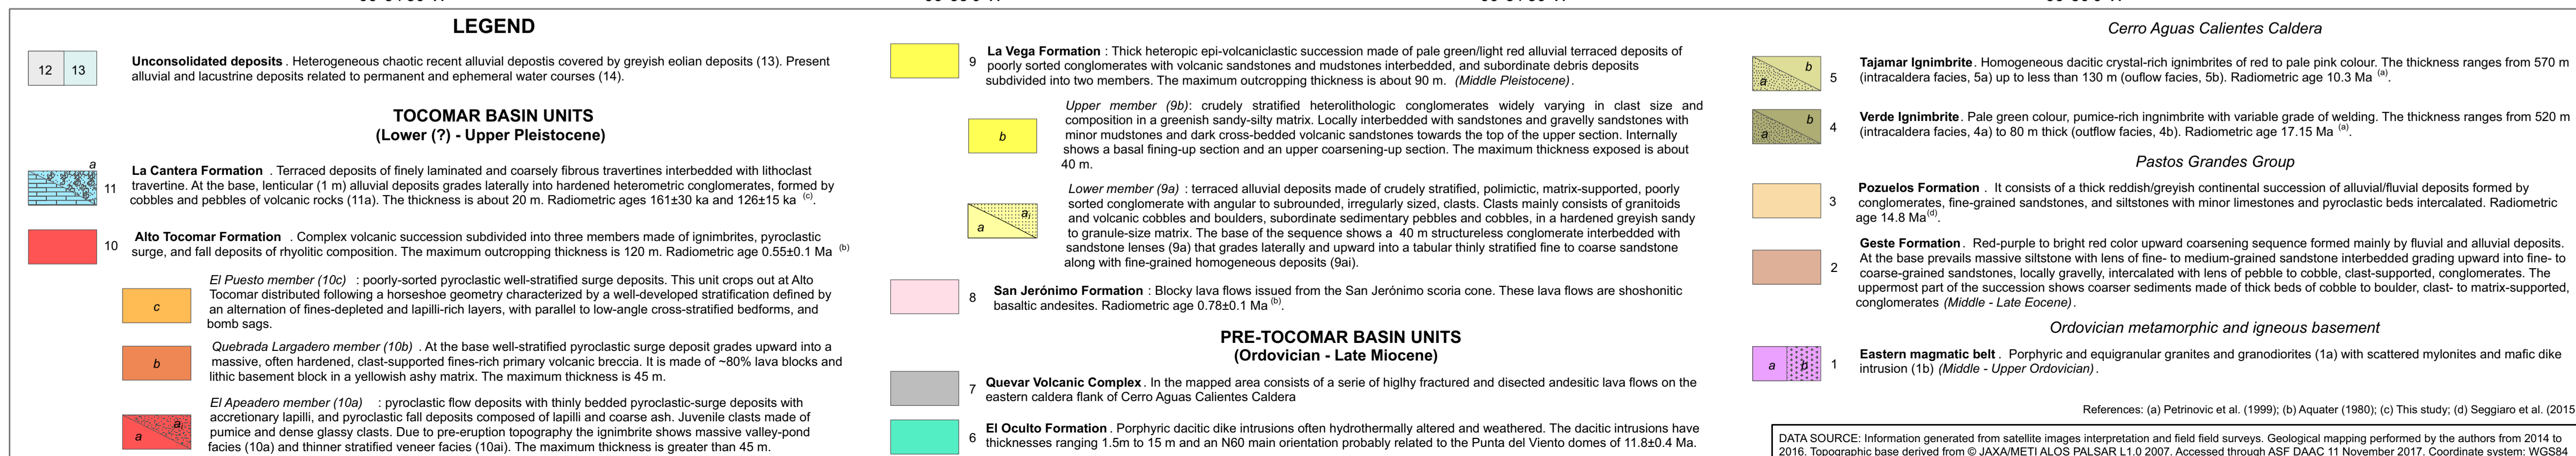 LEGEND
12 13 Unconsolidated deposits . Heterogeneous chaotic recent alluvial depostis covered by greyish eolian deposits (13). Present
alluvial and lacustrine deposits related to permanent and ephemeral water courses (14).
TOCOMAR BASIN UNITS
(Lower (?) - Upper Pleistocene)
a
11 La Cantera Formation . Terraced deposits of finely laminated and coarsely fibrous travertines interbedded with lithoclast
travertine. At the base, lenticular (1 m) alluvial deposits grades laterally into hardened heterometric conglomerates, formed by
cobbles and pebbles of volcanic rocks (11a). The thickness is about 20 m. Radiometric ages 161±30 ka and 126±15 ka (c).
10 Alto Tocomar Formation . Complex volcanic succession subdivided into three members made of ignimbrites, pyroclastic
surge, and fall deposits of rhyolitic composition. The maximum outcropping thickness is 120 m. Radiometric age 0.55±0.1 Ma (b)
El Puesto member (10c) : poorly-sorted pyroclastic well-stratified surge deposits. This unit crops out at Alto
c Tocomar distributed following a horseshoe geometry characterized by a well-developed stratification defined by
an alternation of fines-depleted and lapilli-rich layers, with parallel to low-angle cross-stratified bedforms, and
bomb sags.
Quebrada Largadero member (10b) . At the base well-stratified pyroclastic surge deposit grades upward into a
b massive, often hardened, clast-supported fines-rich primary volcanic breccia. It is made of ~80% lava blocks and
lithic basement block in a yellowish ashy matrix. The maximum thickness is 45 m.
El Apeadero member (10a) : pyroclastic flow deposits with thinly bedded pyroclastic-surge deposits with
accretionary lapilli, and pyroclastic fall deposits composed of lapilli and coarse ash. Juvenile clasts made of
a ai pumice and dense glassy clasts. Due to pre-eruption topography the ignimbrite shows massive valley-pond
facies (10a) and thinner stratified veneer facies (10ai). The maximum thickness is greater than 45 m.
9 La Vega Formation : Thick heteropic epi-volcaniclastic succession made of pale green/light red alluvial terraced deposits of
poorly sorted conglomerates with volcanic sandstones and mudstones interbedded, and subordinate debris deposits
subdivided into two members. The maximum outcropping thickness is about 90 m. (Middle Pleistocene).
Upper member (9b): crudely stratified heterolithologic conglomerates widely varying in clast size and
composition in a greenish sandy-silty matrix. Locally interbedded with sandstones and gravelly sandstones with
b minor mudstones and dark cross-bedded volcanic sandstones towards the top of the upper section. Internally
shows a basal fining-up section and an upper coarsening-up section. The maximum thickness exposed is about
40 m.
Lower member (9a) : terraced alluvial deposits made of crudely stratified, polimictic, matrix-supported, poorly
sorted conglomerate with angular to subrounded, irregularly sized, clasts. Clasts mainly consists of granitoids
a ai and volcanic cobbles and boulders, subordinate sedimentary pebbles and cobbles, in a hardened greyish sandy
to granule-size matrix. The base of the sequence shows a 40 m structureless conglomerate interbedded with
sandstone lenses (9a) that grades laterally and upward into a tabular thinly stratified fine to coarse sandstone
along with fine-grained homogeneous deposits (9ai).
8 San Jerónimo Formation : Blocky lava flows issued from the San Jerónimo scoria cone. These lava flows are shoshonitic
basaltic andesites. Radiometric age 0.78±0.1 Ma (b).
PRE-TOCOMAR BASIN UNITS
(Ordovician - Late Miocene)
7 Quevar Volcanic Complex . In the mapped area consists of a serie of higlhy fractured and disected andesitic lava flows on the
eastern caldera flank of Cerro Aguas Calientes Caldera
6 El Oculto Formation . Porphyric dacitic dike intrusions often hydrothermally altered and weathered. The dacitic intrusions have
thicknesses ranging 1.5m to 15 m and an N60 main orientation probably related to the Punta del Viento domes of 11.8±0.4 Ma.
Cerro Aguas Calientes Caldera
a b 5 Tajamar Ignimbrite. Homogeneous dacitic crystal-rich ignimbrites of red to pale pink colour. The thickness ranges from 570 m
(intracaldera facies, 5a) up to less than 130 m (ouflow facies, 5b). Radiometric age 10.3 Ma (a).
a b 4 Verde Ignimbrite. Pale green colour, pumice-rich ingnimbrite with variable grade of welding. The thickness ranges from 520 m
(intracaldera facies, 4a) to 80 m thick (outflow facies, 4b). Radiometric age 17.15 Ma (a).
Pastos Grandes Group
3 Pozuelos Formation . It consists of a thick reddish/greyish continental succession of alluvial/fluvial deposits formed by
conglomerates, fine-grained sandstones, and siltstones with minor limestones and pyroclastic beds intercalated. Radiometric
age 14.8 Ma(d).
2 Geste Formation. Red-purple to bright red color upward coarsening sequence formed mainly by fluvial and alluvial deposits.
At the base prevails massive siltstone with lens of fine- to medium-grained sandstone interbedded grading upward into fine- to
coarse-grained sandstones, locally gravelly, intercalated with lens of pebble to cobble, clast-supported, conglomerates. The
uppermost part of the succession shows coarser sediments made of thick beds of cobble to boulder, clast- to matrix-supported,
conglomerates (Middle - Late Eocene).
Ordovician metamorphic and igneous basement
a b 1 Eastern magmatic belt . Porphyric and equigranular granites and granodiorites (1a) with scattered mylonites and mafic dike
intrusion (1b) (Middle - Upper Ordovician).
References: (a) Petrinovic et al. (1999); (b) Aquater (1980); (c) This study; (d) Seggiaro et al. (2015
DATA SOURCE: Information generated from satellite images interpretation and field field surveys. Geological mapping performed by the authors from 2014 to
2016. Topographic base derived from © JAXA/METI ALOS PALSAR L1.0 2007. Accessed through ASF DAAC 11 November 2017. Coordinate system: WGS84